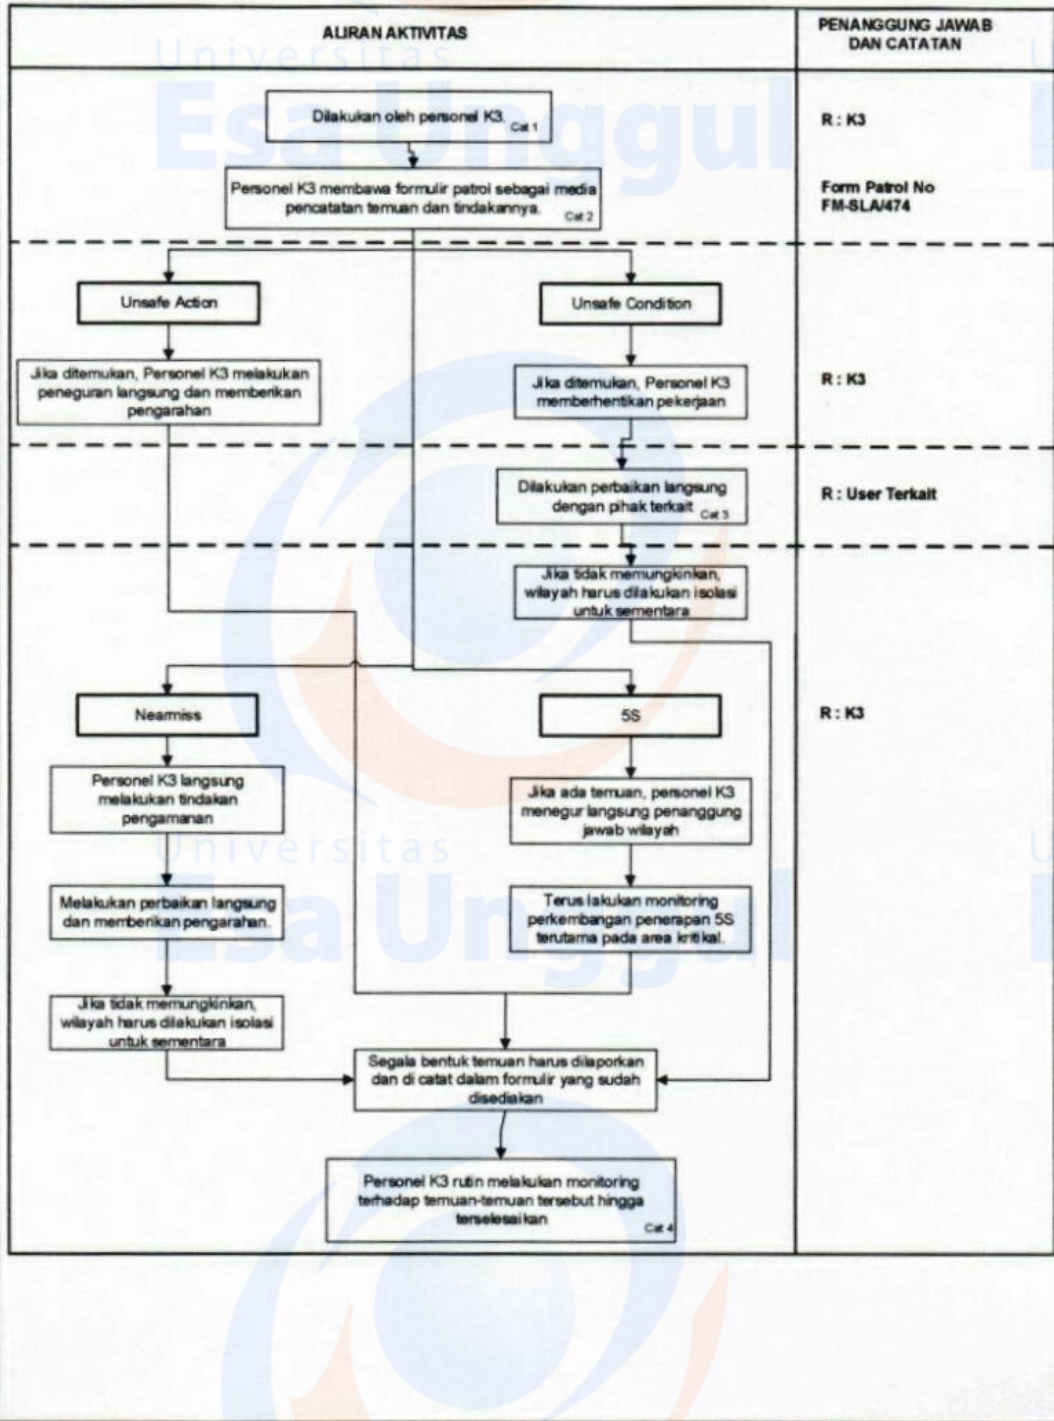 ALIRAN AKTIVITAS
PENANGGUNG JAWAB
DAN CATATAN
Universitas
Esa Unggul
Dilakukan oleh personel K3.
Cat 1
R : K3
Personel K3 membawa formulir patrol sebagai media
pencatatan temuan dan tindakannya.
Cat 2
Form Patrol No
FM-SLA/474
Unsafe Action
Unsafe Condition
Jika ditemukan, Personel K3 melakukan
peneguran langsung dan memberikan
pengarahan
Jika ditemukan, Personel K3
memberhentikan pekerjaan
R : K3
Dilakukan perbaikan langsung
dengan pihak terkait
Cat 3
R : User Terkait
Jika tidak memungkinkan,
wilayah harus dilakukan isolasi
untuk sementara
Nearmiss
5S
R : K3
Personel K3 langsung
melakukan tindakan
pengamanan
Jika ada temuan, personel K3
menegur langsung penanggung
jawab wilayah
Universitas
Esa Unggul
Melakukan perbaikan langsung
dan memberikan pengarahan.
Terus lakukan monitoring
perkembangan penerapan 5S
terutama pada area kritikal.
Jika tidak memungkinkan,
wilayah harus dilakukan isolasi
untuk sementara
Segala bentuk temuan harus dilaporkan
dan di catat dalam formulir yang sudah
disediakan
Personel K3 rutin melakukan monitoring
terhadap temuan-temuan tersebut hingga
terselesaikan
Cat 4